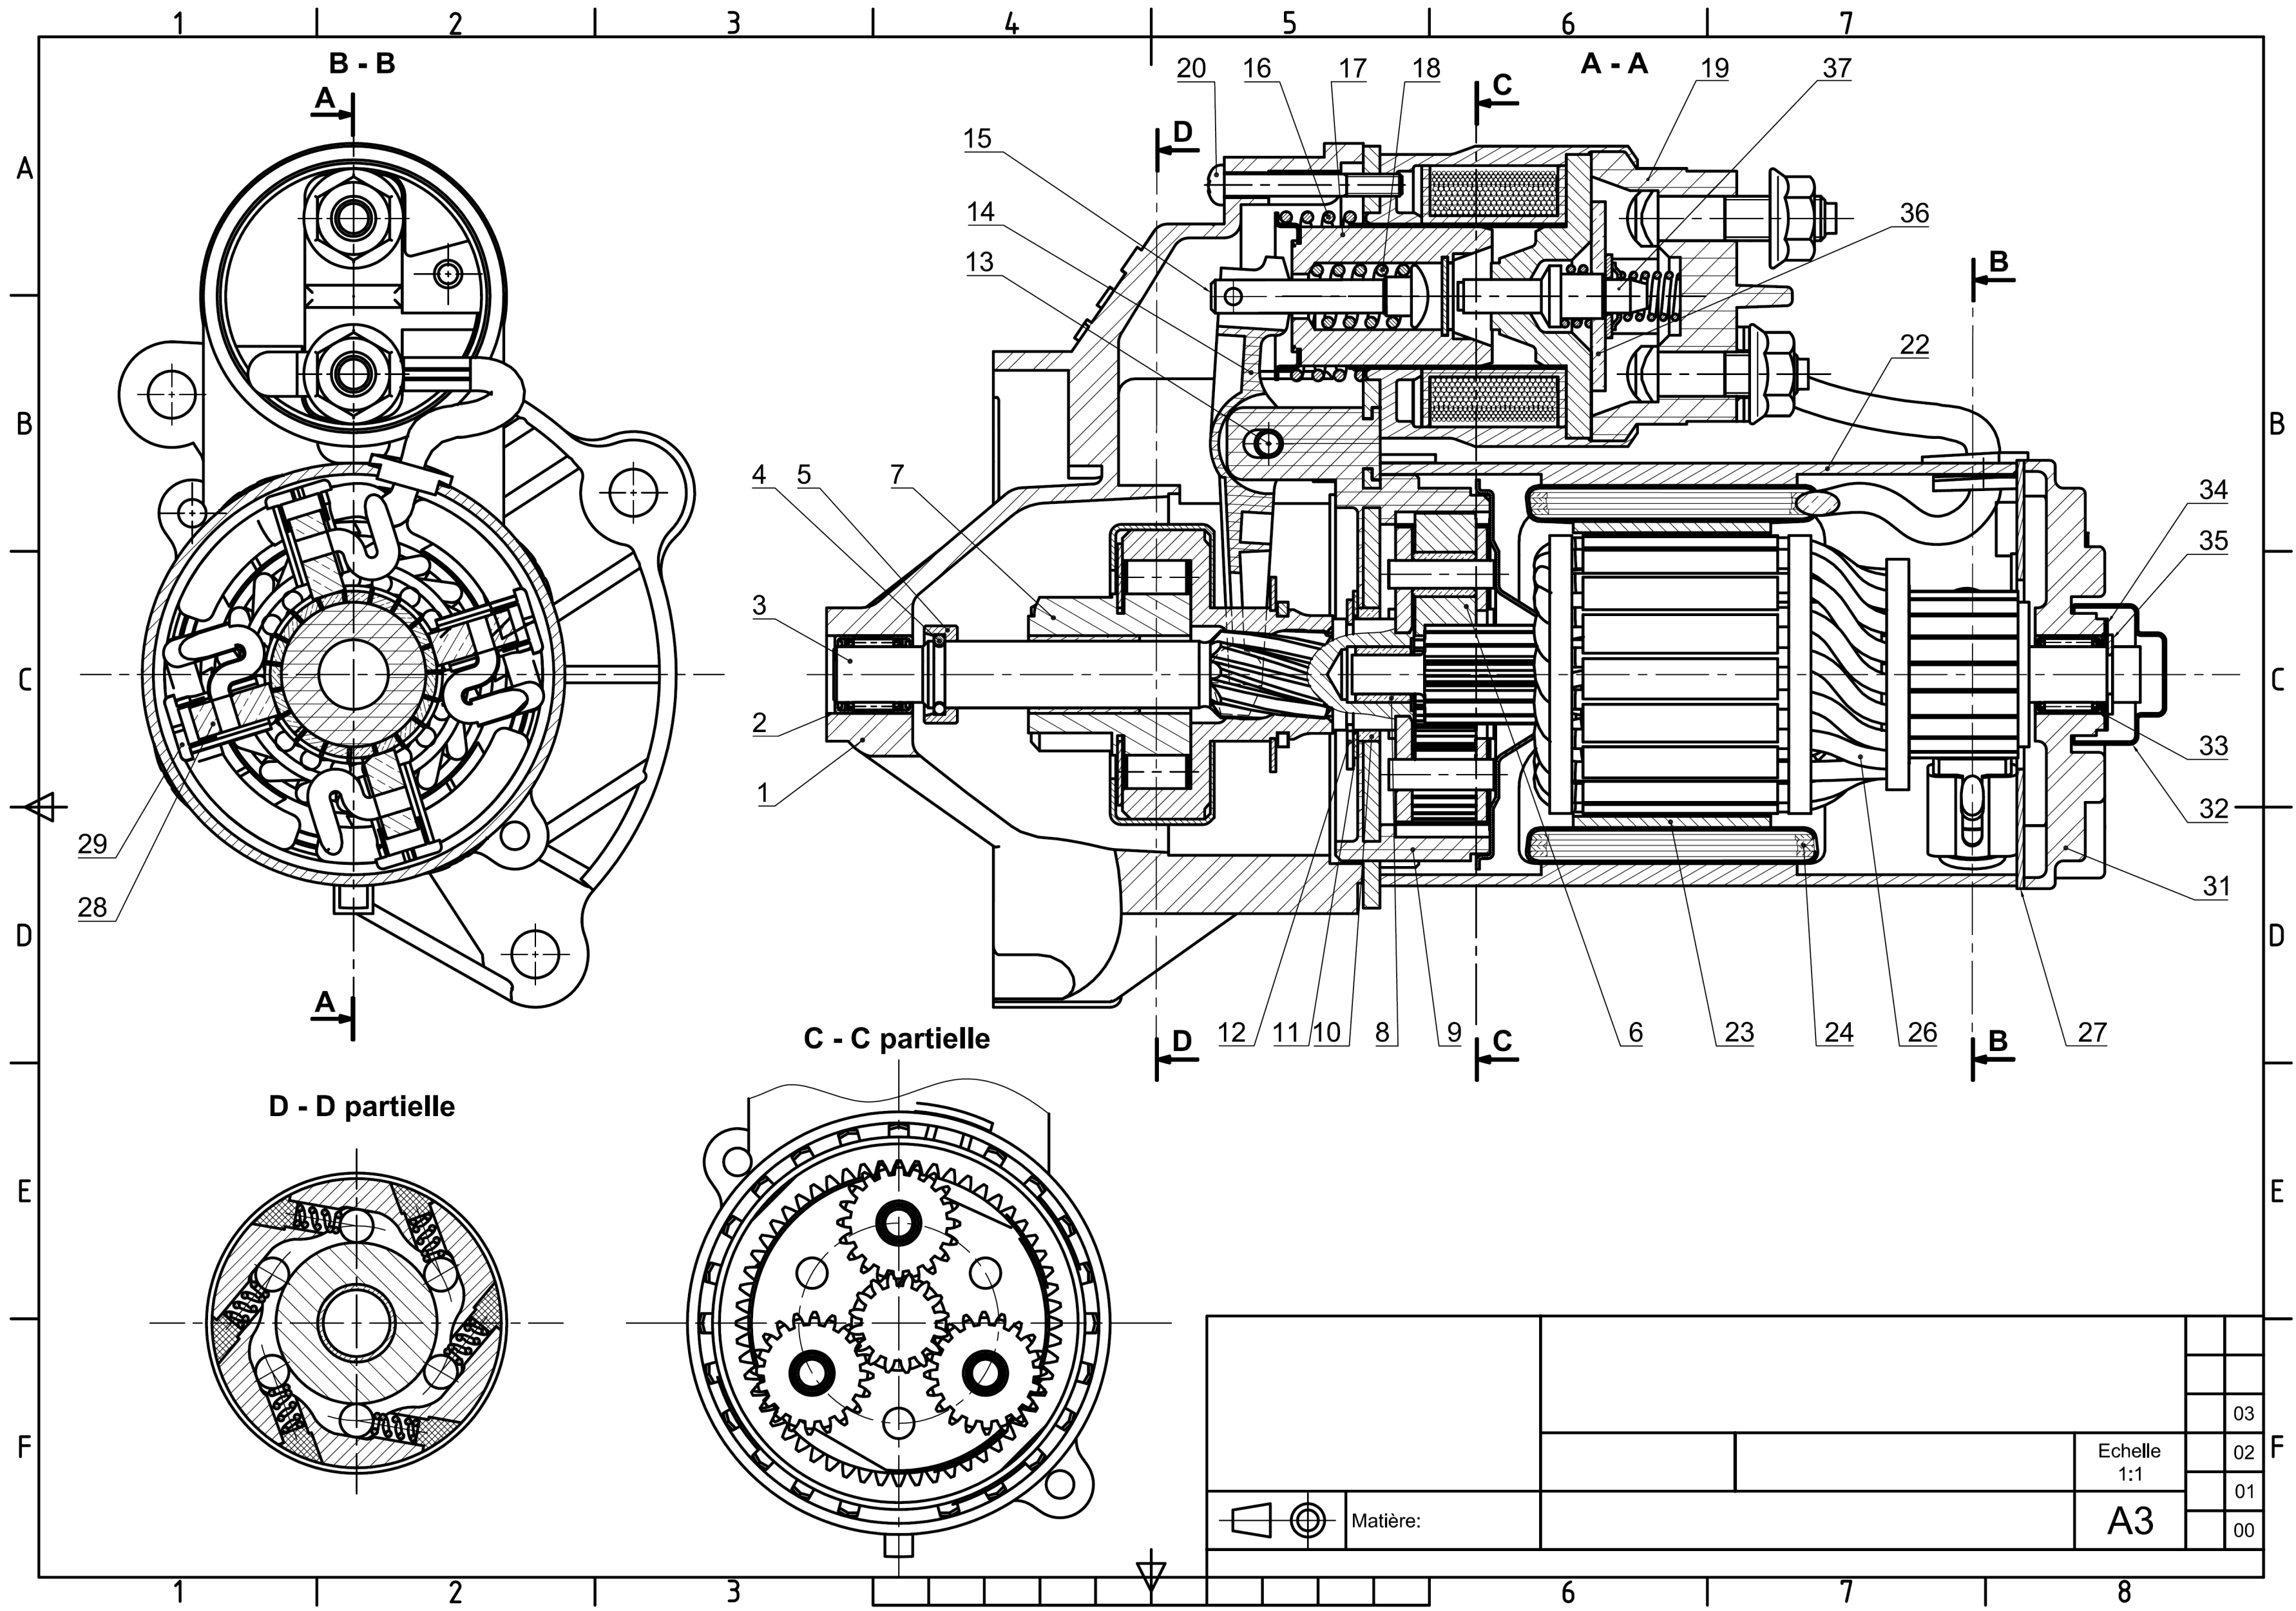 1 2 3 4 5 6 7
B - B
A - A
A
20 16 17 18 C 19 37
15 D
A
14 36
13 B
22
B B
4 5 7 34
35
3
C C
2 33
1
32
29
31
28
D D
A
12 11 10 8 9 6 23 24 26 27
D C B
C - C partielle
D - D partielle
E E
03
F Echelle 02 F
1:1
01
Matière: A3 00
1 2 3 6 7 8